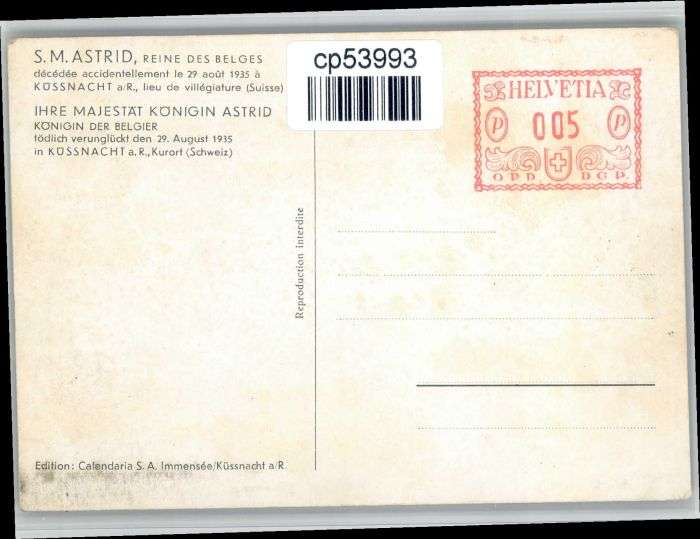 S. M. ASTRID, REINE DES BELGES
décédée accidentellement le 29 août 1935 à
KÜSSNACHT a/R., lieu de villégiature (Suisse)
IHRE MAJESTÄT KÖNIGIN ASTRID
KÖNIGIN DER BELGIER
tödlich verunglückt den 29. August 1935
in KÜSSNACHT a. R., Kurort (Schweiz)
cp53993
HELVETIA
P 005 P
O.P.D. D.G.P.
Reproduction interdite
Edition: Calendaria S. A. Immensée/Küssnacht a/R